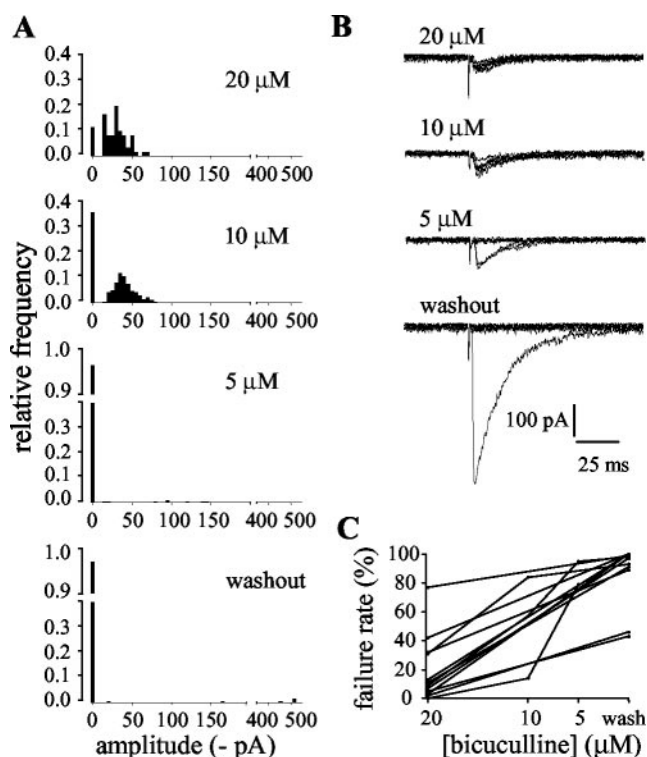 A
0.4
0.3
0.2
0.1
0.0
20 μM
0 50 100 150 400 500
0.4
0.3
0.2
0.1
0.0
10 μM
0 50 100 150 400 500
relative frequency
1.0
0.9
0.3
0.2
0.1
0.0
5 μM
0 50 100 150 400 500
1.0
0.9
0.3
0.2
0.1
0.0
washout
0 50 100 150 400 500
amplitude (- pA)
B
20 μM
10 μM
5 μM
washout
100 pA
25 ms
C
failure rate (%)
100
80
60
40
20
0
20 10 5 wash
[bicuculline] (μM)